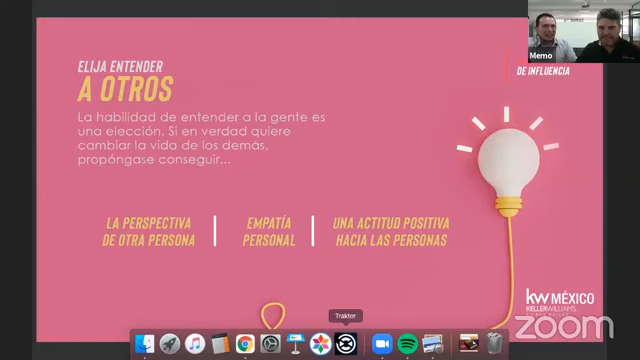 ELIJA ENTENDER
A OTROS
La habilidad de entender a la gente es
una elección. Si en verdad quiere
cambiar la vida de los demás,
propóngase conseguir...
LA PERSPECTIVA
DE OTRA PERSONA
EMPATÍA
PERSONAL
UNA ACTITUD POSITIVA
HACIA LAS PERSONAS
Memo
DE INFLUENCIA
kw MÉXICO
KELLERWILLIAMS
zoom
Traktor